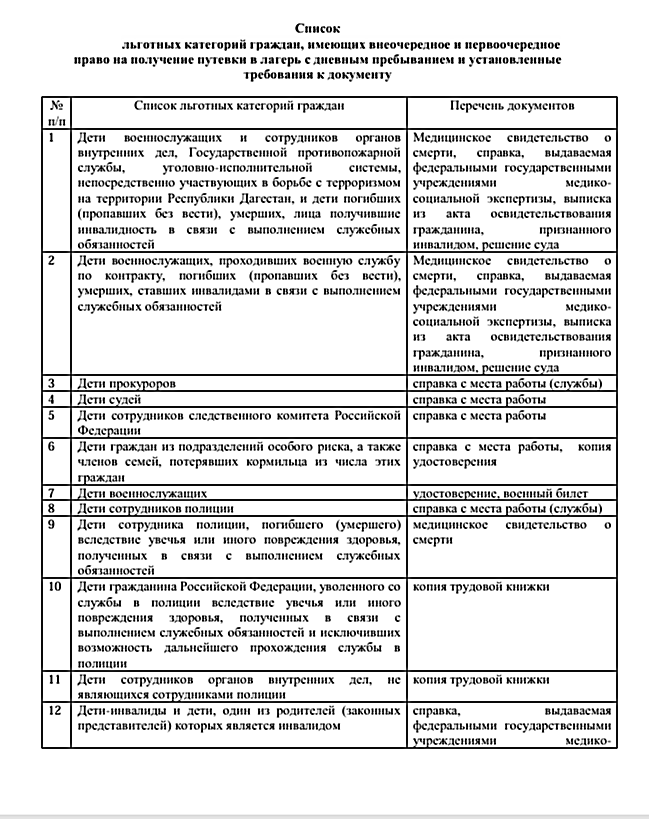 Список
льготных категорий граждан, имеющих внеочередное и первоочередное
право на получение путевки в лагерь с дневным пребыванием и установленные
требования к документу
№ Список льготных категорий граждан Перечень документов
п/п
1 Дети военнослужащих и сотрудников органов Медицинское свидетельство о
внутренних дел, Государственной противопожарной смерти, справка, выдаваемая
службы, уголовно-исполнительной системы, федеральными государственными
непосредственно участвующих в борьбе с терроризмом учреждениями медико-
на территории Республики Дагестан, и дети погибших социальной экспертизы, выписка
(пропавших без вести), умерших, лица получившие из акта освидетельствования
инвалидность в связи с выполнением служебных гражданина, признанного
обязанностей инвалидом, решение суда
2 Дети военнослужащих, проходивших военную службу Медицинское свидетельство о
по контракту, погибших (пропавших без вести), смерти, справка, выдаваемая
умерших, ставших инвалидами в связи с выполнением федеральными государственными
служебных обязанностей учреждениями медико-
социальной экспертизы, выписка
из акта освидетельствования
гражданина, признанного
инвалидом, решение суда
3 Дети прокуроров справка с места работы (службы)
4 Дети судей справка с места работы
5 Дети сотрудников следственного комитета Российской справка с места работы
Федерации
6 Дети граждан из подразделений особого риска, а также справка с места работы, копия
членов семей, потерявших кормильца из числа этих удостоверения
граждан
7 Дети военнослужащих удостоверение, военный билет
8 Дети сотрудников полиции справка с места работы (службы)
9 Дети сотрудника полиции, погибшего (умершего) медицинское свидетельство о
вследствие увечья или иного повреждения здоровья, смерти
полученных в связи с выполнением служебных
обязанностей
10 Дети гражданина Российской Федерации, уволенного со копия трудовой книжки
службы в полиции вследствие увечья или иного
повреждения здоровья, полученных в связи с
выполнением служебных обязанностей и исключивших
возможность дальнейшего прохождения службы в
полиции
11 Дети сотрудников органов внутренних дел, не копия трудовой книжки
являющихся сотрудниками полиции
12 Дети-инвалиды и дети, один из родителей (законных справка, выдаваемая
представителей) которых является инвалидом федеральными государственными
учреждениями медико-